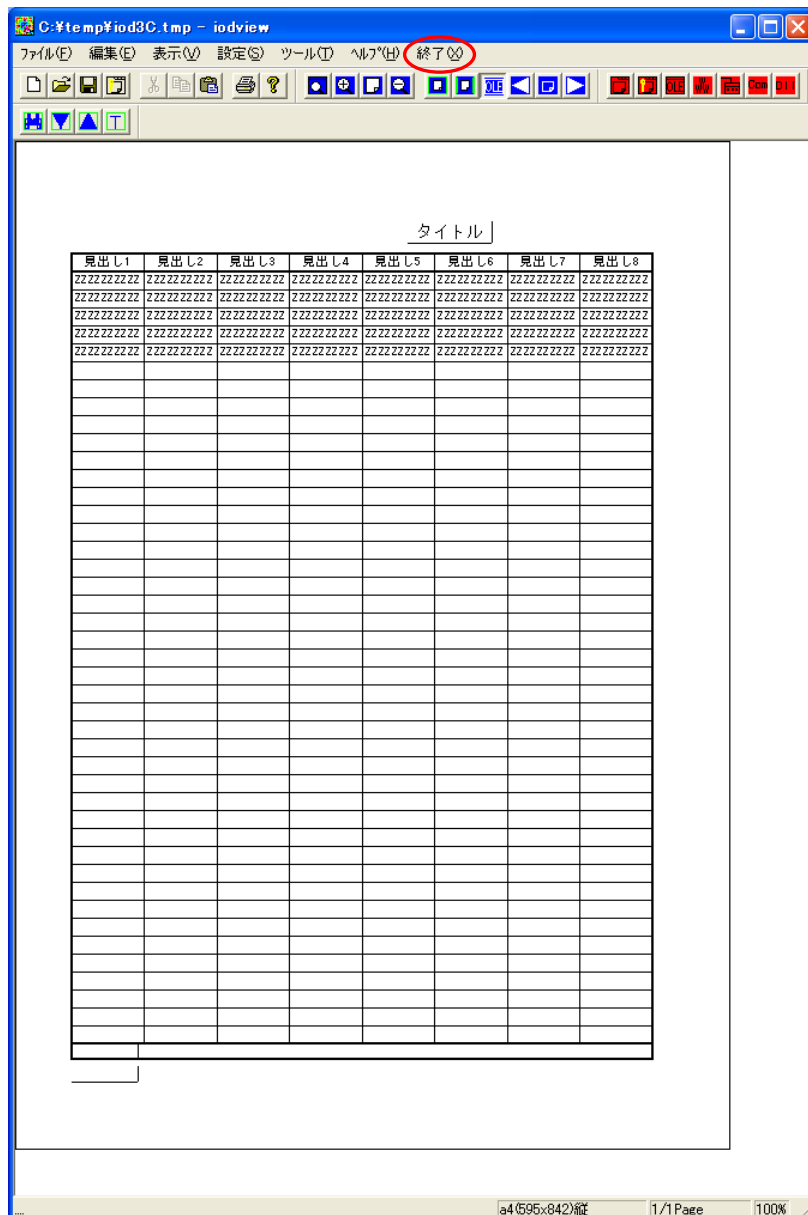 C:¥temp¥iod3C.tmp - iodview
ファイル(F) 編集(E) 表示(V) 設定(S) ツール(T) ヘルプ(H) 終了(X)
OLE OLE Com Dll
T
タイトル
見出し1 見出し2 見出し3 見出し4 見出し5 見出し6 見出し7 見出し8
ZZZZZZZZZZ ZZZZZZZZZZ ZZZZZZZZZZ ZZZZZZZZZZ ZZZZZZZZZZ ZZZZZZZZZZ ZZZZZZZZZZ ZZZZZZZZZZ
ZZZZZZZZZZ ZZZZZZZZZZ ZZZZZZZZZZ ZZZZZZZZZZ ZZZZZZZZZZ ZZZZZZZZZZ ZZZZZZZZZZ ZZZZZZZZZZ
ZZZZZZZZZZ ZZZZZZZZZZ ZZZZZZZZZZ ZZZZZZZZZZ ZZZZZZZZZZ ZZZZZZZZZZ ZZZZZZZZZZ ZZZZZZZZZZ
ZZZZZZZZZZ ZZZZZZZZZZ ZZZZZZZZZZ ZZZZZZZZZZ ZZZZZZZZZZ ZZZZZZZZZZ ZZZZZZZZZZ ZZZZZZZZZZ
ZZZZZZZZZZ ZZZZZZZZZZ ZZZZZZZZZZ ZZZZZZZZZZ ZZZZZZZZZZ ZZZZZZZZZZ ZZZZZZZZZZ ZZZZZZZZZZ
.... a4(595x842)縦 1/1Page 100%